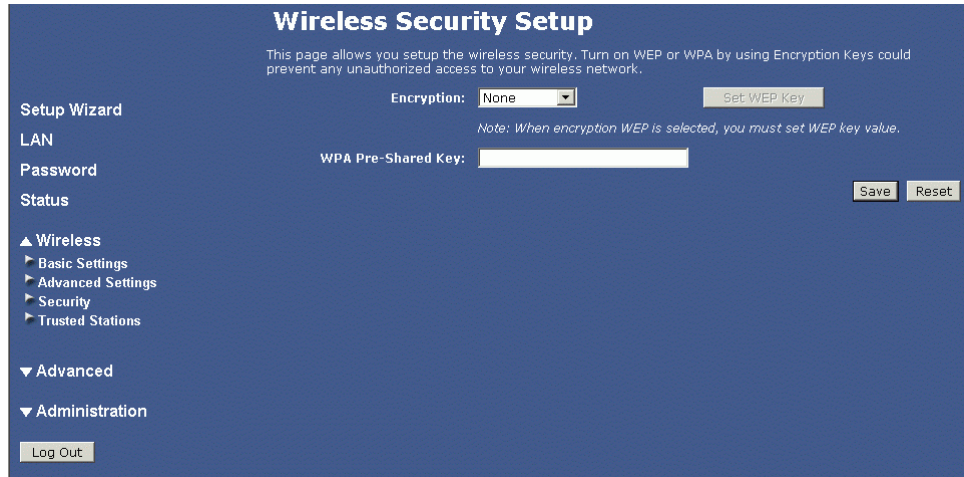 Wireless Security Setup
This page allows you setup the wireless security. Turn on WEP or WPA by using Encryption Keys could
prevent any unauthorized access to your wireless network.
Encryption: None Set WEP Key
Note: When encryption WEP is selected, you must set WEP key value.
WPA Pre-Shared Key:
Save Reset
Setup Wizard
LAN
Password
Status
Wireless
Basic Settings
Advanced Settings
Security
Trusted Stations
Advanced
Administration
Log Out